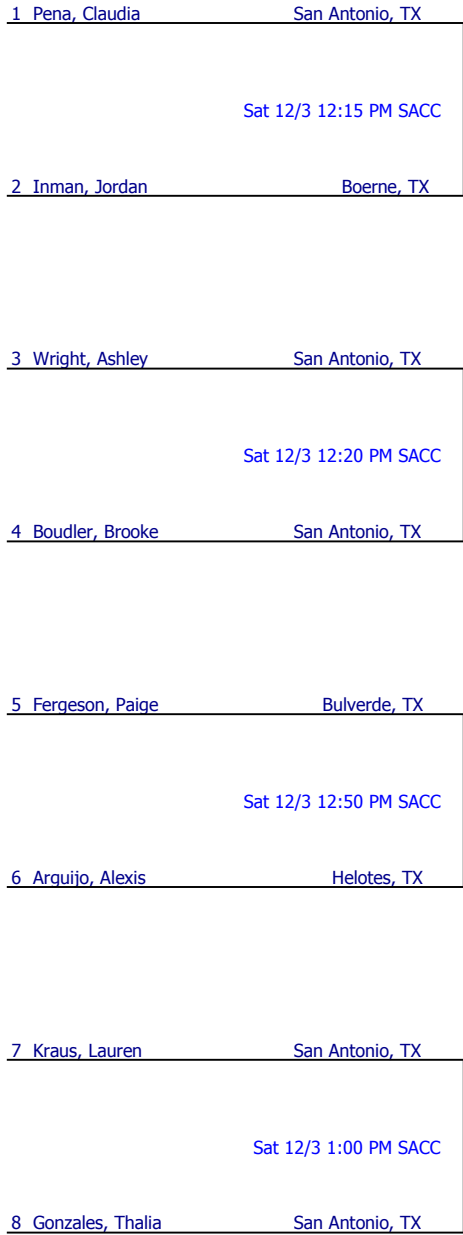 1 Pena, Claudia San Antonio, TX
Sat 12/3 12:15 PM SACC
2 Inman, Jordan Boerne, TX
3 Wright, Ashley San Antonio, TX
Sat 12/3 12:20 PM SACC
4 Boudler, Brooke San Antonio, TX
5 Fergeson, Paige Bulverde, TX
Sat 12/3 12:50 PM SACC
6 Arguijo, Alexis Helotes, TX
7 Kraus, Lauren San Antonio, TX
Sat 12/3 1:00 PM SACC
8 Gonzales, Thalia San Antonio, TX